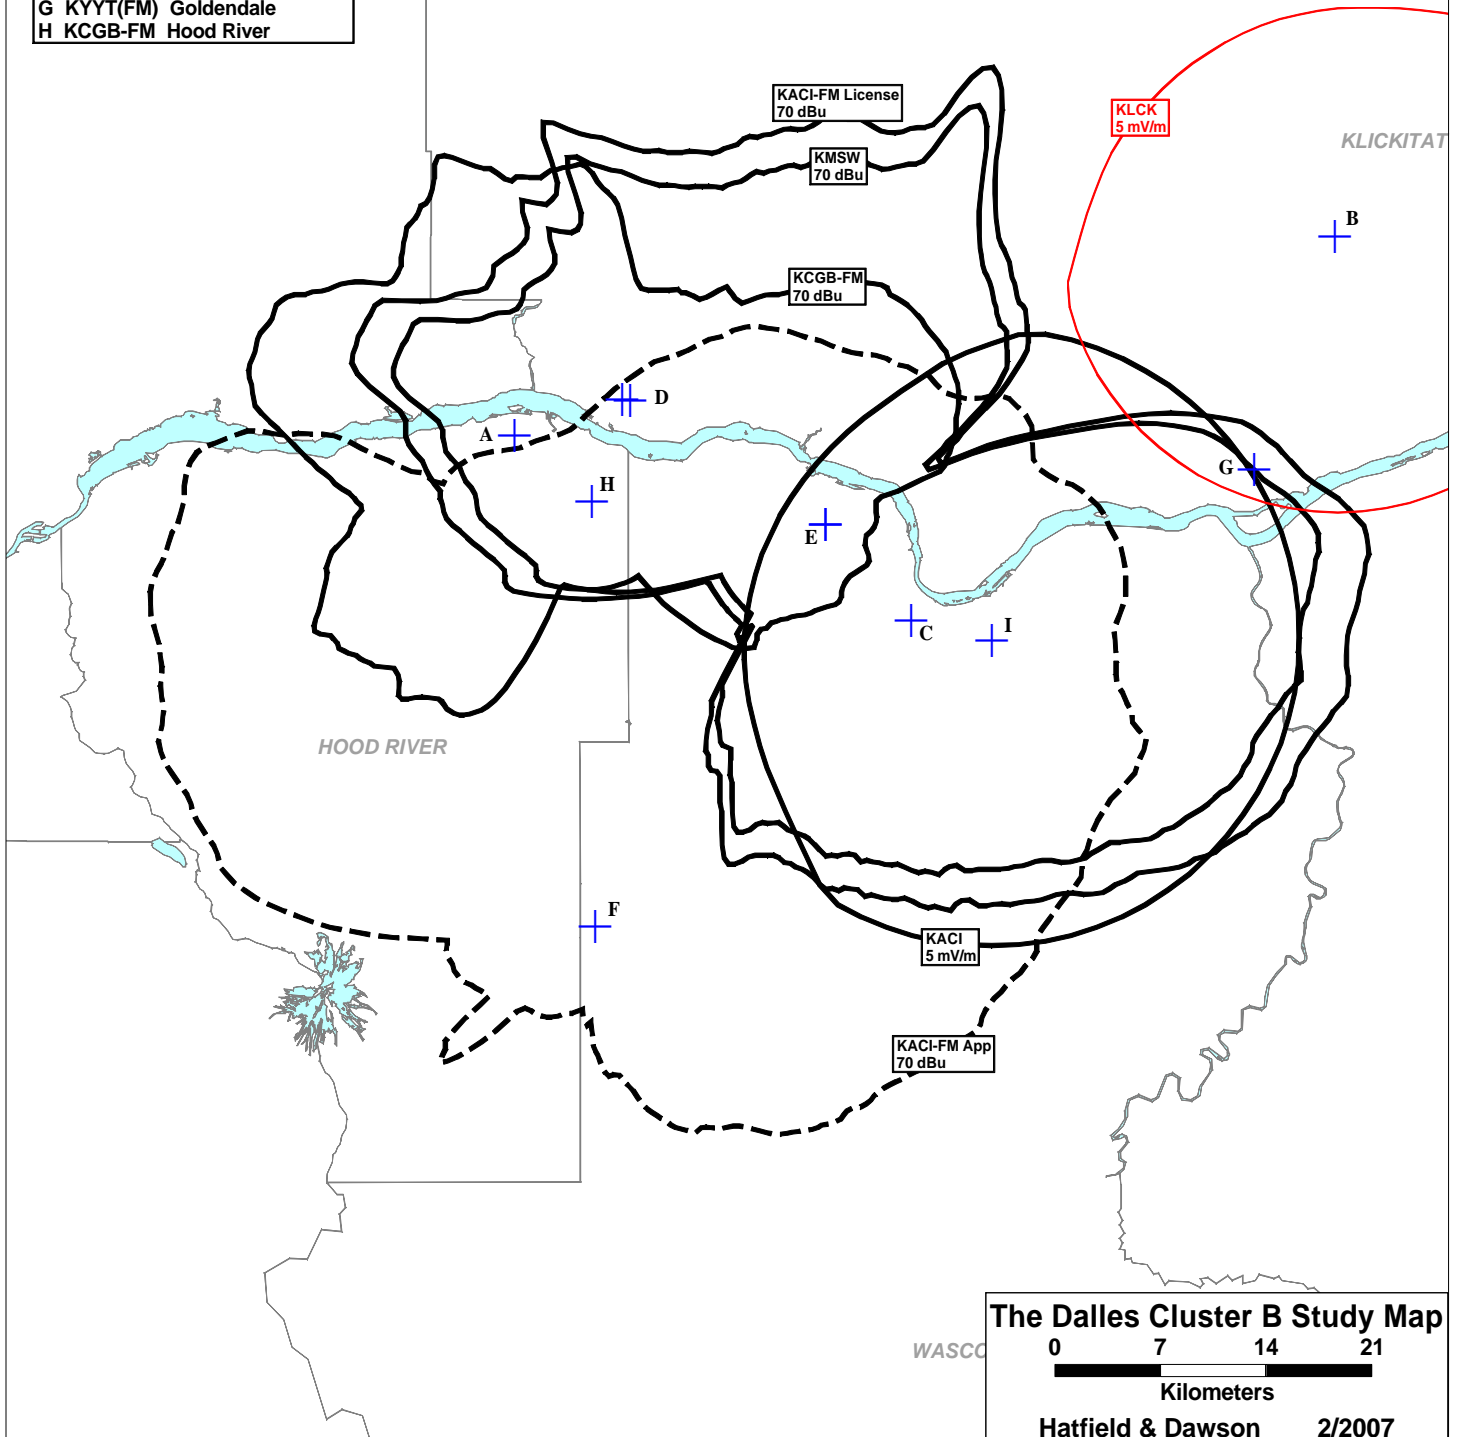 G KYYT(FM) Goldendale
H KCGB-FM Hood River
KACI-FM License
70 dBu
KLCK
5 mV/m
KLICKITAT
KMSW
70 dBu
B
KCGB-FM
70 dBu
D
A
G
H
E
C
I
HOOD RIVER
F
KACI
5 mV/m
KACI-FM App
70 dBu
The Dalles Cluster B Study Map
0 7 14 21
WASCO
Kilometers
Hatfield & Dawson 2/2007